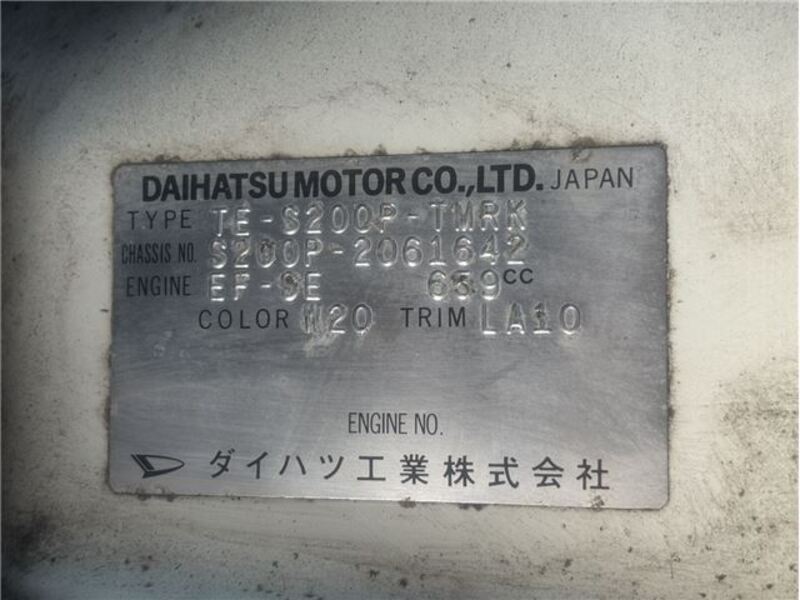 DAIHATSU MOTOR CO.,LTD. JAPAN
TYPE TE-S200P-TMRK
CHASSIS NO. S200P-2061642
ENGINE EF-SE 659CC
COLOR W20 TRIM LA10
ENGINE NO.
ダイハツ工業株式会社